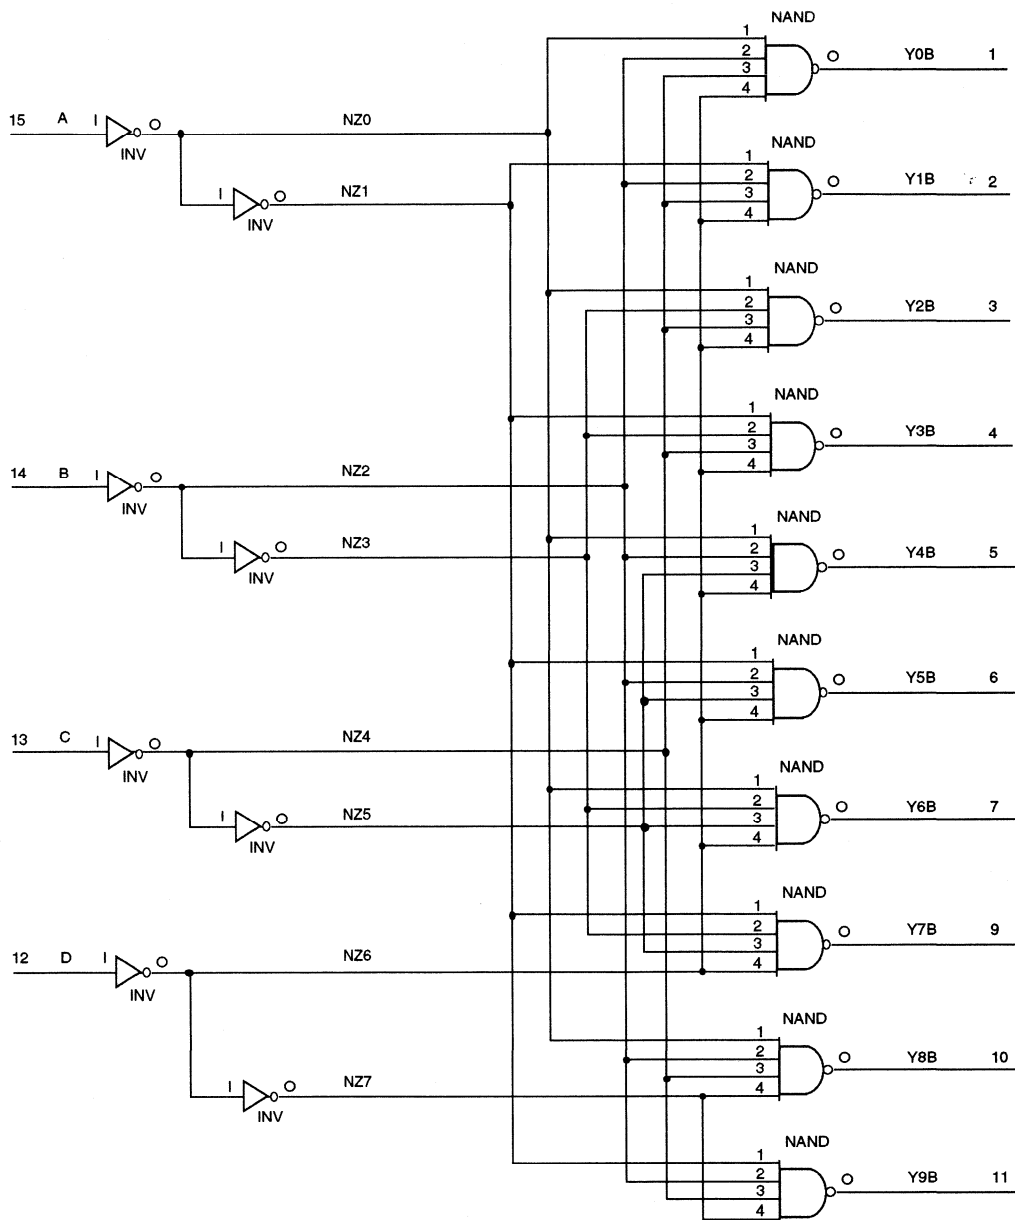 NAND
1
2
3
4
O
Y0B 1
15 A I O NZ0
INV
NAND
1
2
3
4
O
Y1B 2
I O NZ1
INV
NAND
1
2
3
4
O
Y2B 3
NAND
1
2
3
4
O
Y3B 4
14 B I O NZ2
INV
NAND
1
2
3
4
O
Y4B 5
I O NZ3
INV
NAND
1
2
3
4
O
Y5B 6
13 C I O NZ4
INV
NAND
1
2
3
4
O
Y6B 7
I O NZ5
INV
NAND
1
2
3
4
O
Y7B 9
12 D I O NZ6
INV
NAND
1
2
3
4
O
Y8B 10
I O NZ7
INV
NAND
1
2
3
4
O
Y9B 11